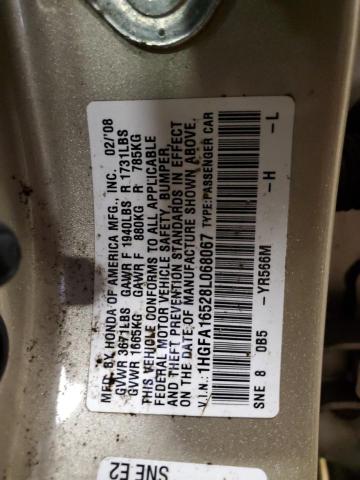 MFD. BY HONDA OF AMERICA MFG., INC. 02/'08
GVWR 3671LBS GAWR F 1940LBS R 1731LBS
GVWR 1665KG GAWR F 880KG R 785KG
THIS VEHICLE CONFORMS TO ALL APPLICABLE
FEDERAL MOTOR VEHICLE SAFETY, BUMPER,
AND THEFT PREVENTION STANDARDS IN EFFECT
ON THE DATE OF MANUFACTURE SHOWN ABOVE.
V.I.N.: 1HGFA16528L068067 TYPE:PASSENGER CAR
SNE 8 0B5 -YR566M -H -L
SNE E2